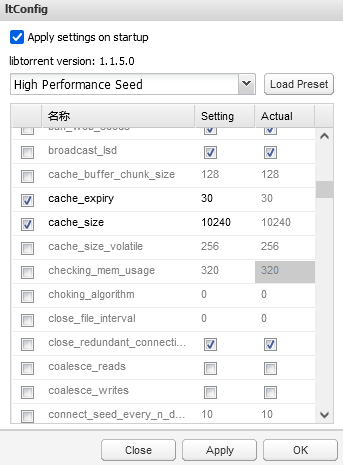 ltConfig
Apply settings on startup
libtorrent version: 1.1.5.0
High Performance Seed Load Preset
名称 Setting Actual
ban_web_seeds
broadcast_lsd
cache_buffer_chunk_size 128 128
cache_expiry 30 30
cache_size 10240 10240
cache_size_volatile 256 256
checking_mem_usage 320 320
choking_algorithm 0 0
close_file_interval 0 0
close_redundant_connecti...
coalesce_reads
coalesce_writes
connect_seed_every_n_d... 10 10
Close Apply OK